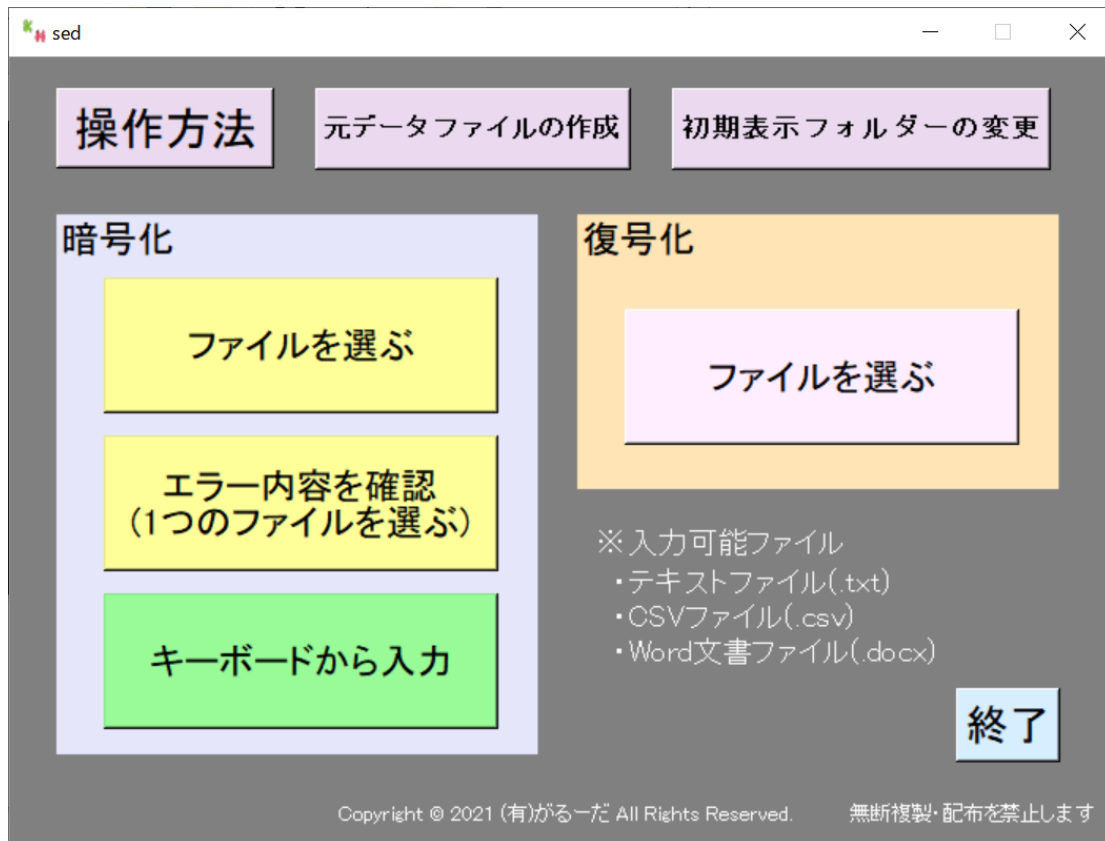 sed
操作方法
元データファイルの作成
初期表示フォルダーの変更
暗号化
ファイルを選ぶ
エラー内容を確認
(1つのファイルを選ぶ)
キーボードから入力
復号化
ファイルを選ぶ
※入力可能ファイル
・テキストファイル(.txt)
・CSVファイル(.csv)
・Word文書ファイル(.docx)
終了
Copyright © 2021 (有)がるーだ All Rights Reserved.
無断複製・配布を禁止します